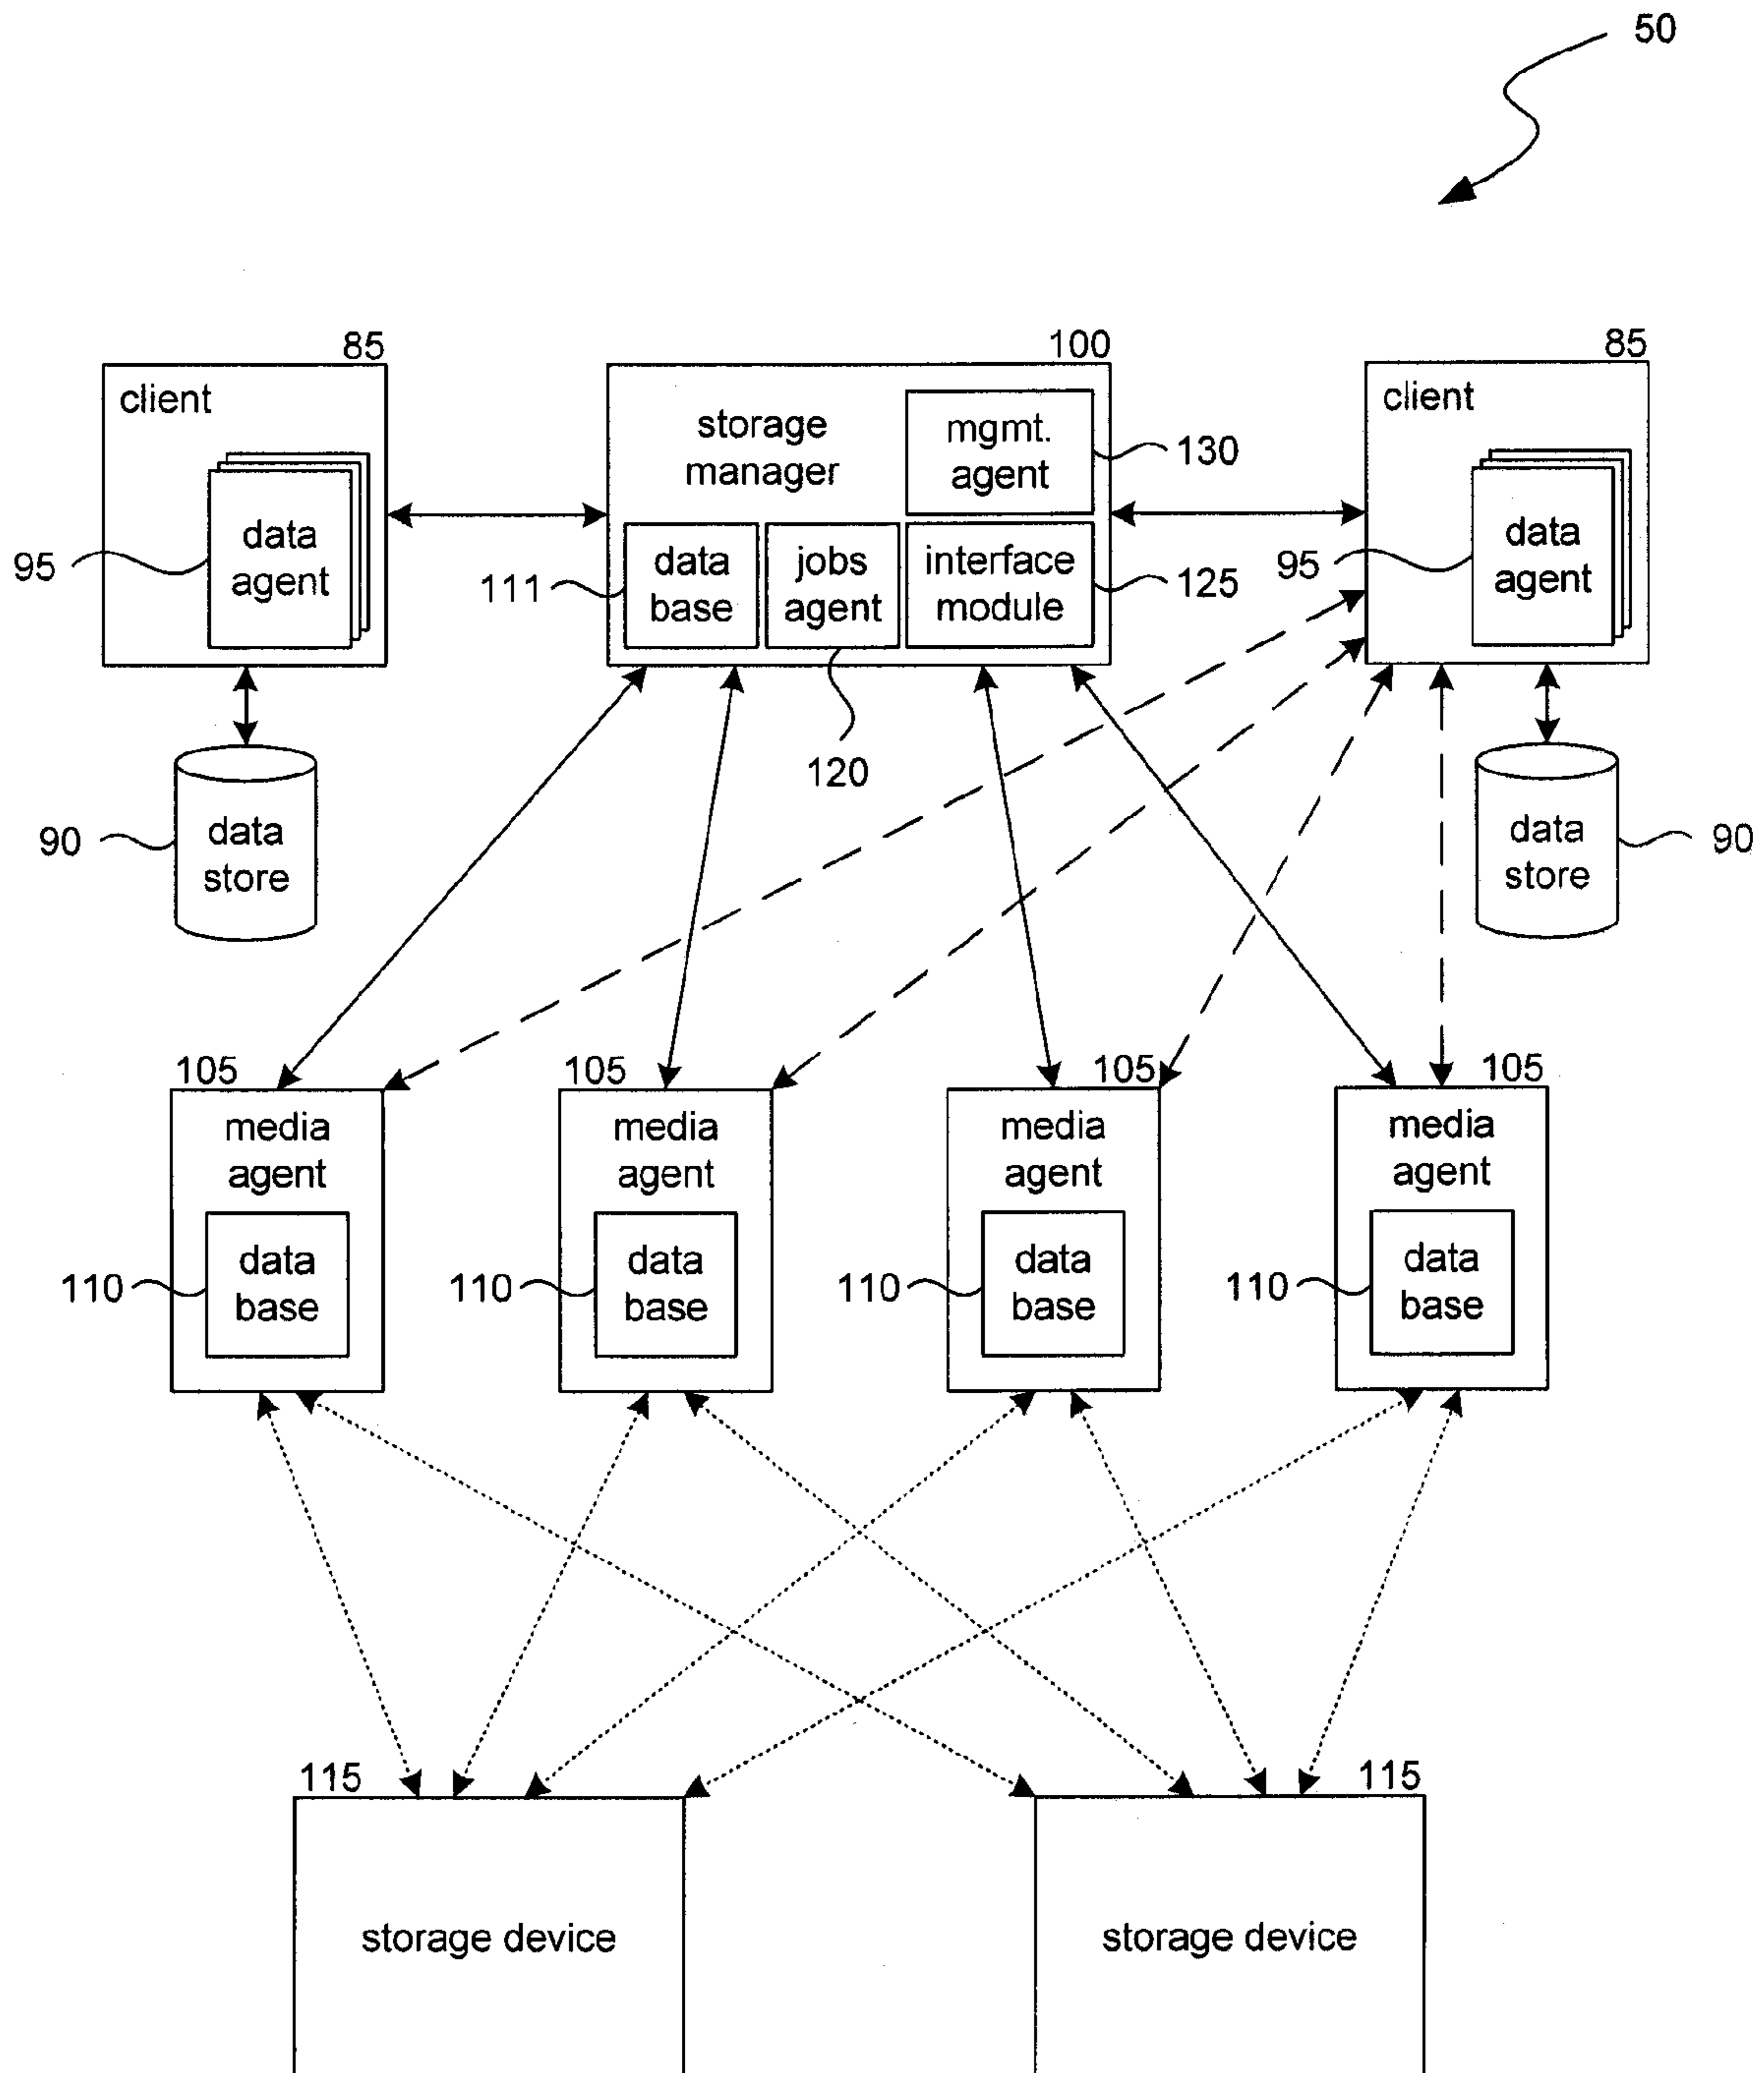 50
85
100
85
client
storage
manager
mgmt.
agent
130
client
data
agent
95
data
base
111
jobs
agent
120
interface
module
125
data
agent
95
data
store
90
data
store
90
105
105
105
105
media
agent
media
agent
media
agent
media
agent
data
base
110
data
base
110
data
base
110
data
base
110
115
115
storage device
storage device